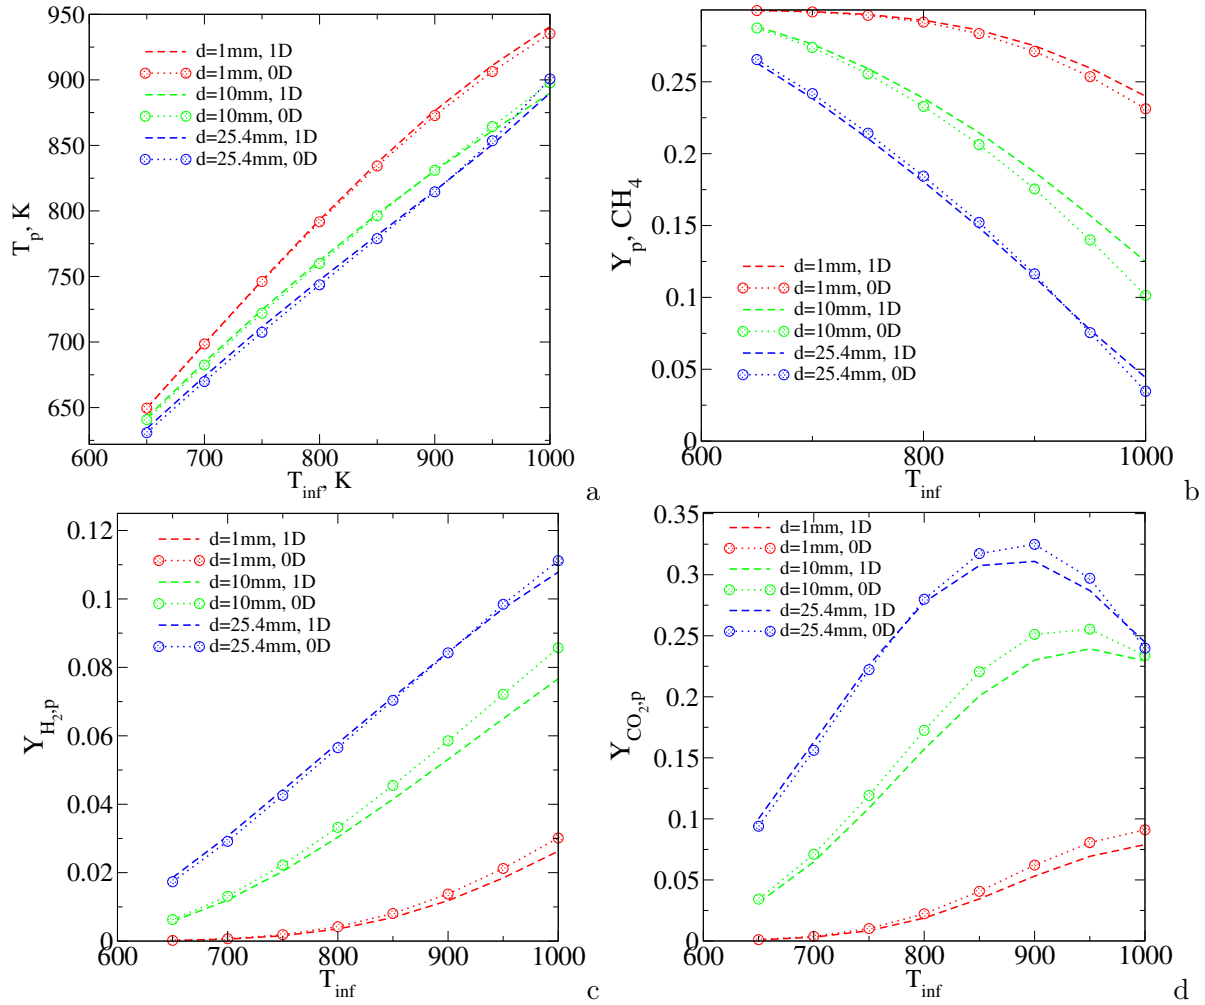 950
900
850
800
750
700
650
600
700
800
900
1000
T_p, K
T_inf, K
d=1mm, 1D
d=1mm, 0D
d=10mm, 1D
d=10mm, 0D
d=25.4mm, 1D
d=25.4mm, 0D
a
0.25
0.2
0.15
0.1
0.05
0
600
700
800
900
1000
Y_p, CH_4
T_inf
d=1mm, 1D
d=1mm, 0D
d=10mm, 1D
d=10mm, 0D
d=25.4mm, 1D
d=25.4mm, 0D
b
0.12
0.1
0.08
0.06
0.04
0.02
0
600
700
800
900
1000
Y_H_2,p
T_inf
d=1mm, 1D
d=1mm, 0D
d=10mm, 1D
d=10mm, 0D
d=25.4mm, 1D
d=25.4mm, 0D
c
0.35
0.3
0.25
0.2
0.15
0.1
0.05
0
600
700
800
900
1000
Y_CO_2,p
T_inf
d=1mm, 1D
d=1mm, 0D
d=10mm, 1D
d=10mm, 0D
d=25.4mm, 1D
d=25.4mm, 0D
d